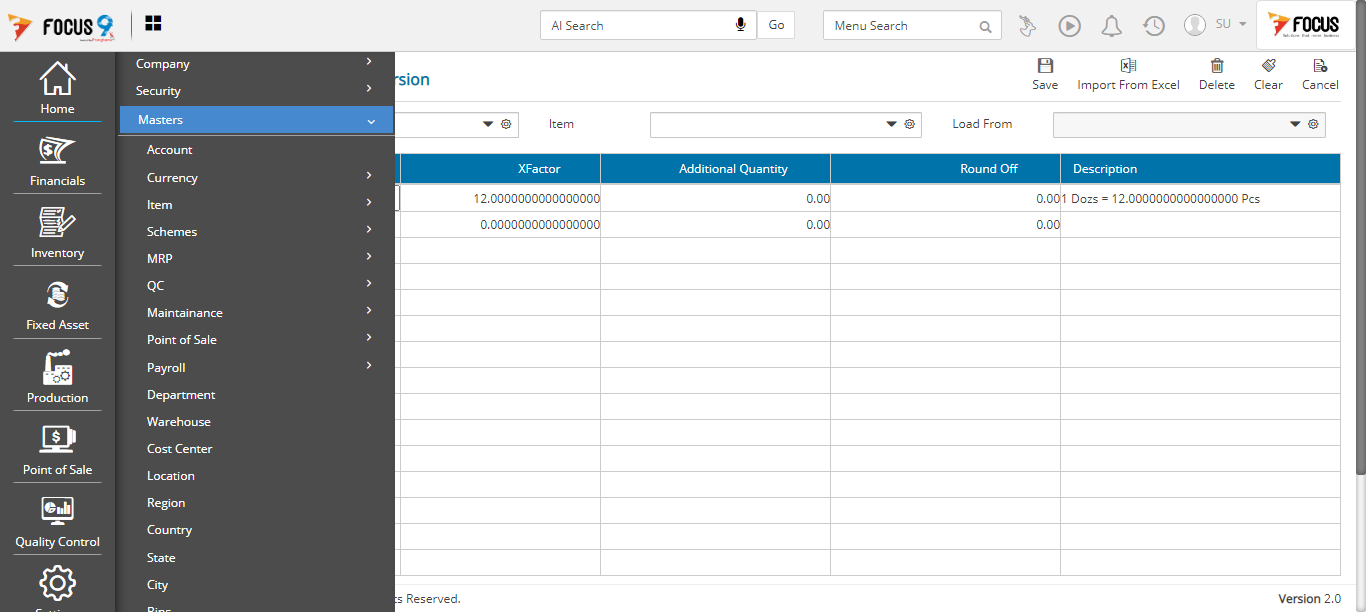 FOCUS 9
AI Search
Go
Menu Search
SU
FOCUS
Home
Financials
Inventory
Fixed Asset
Production
Point of Sale
Quality Control
Company
Security
Masters
Account
Currency
Item
Schemes
MRP
QC
Maintainance
Point of Sale
Payroll
Department
Warehouse
Cost Center
Location
Region
Country
State
City
Bins
rsion
Save Import From Excel Delete Clear Cancel
Item Load From
XFactor Additional Quantity Round Off Description
12.0000000000000000 0.00 0.00 1 Dozs = 12.0000000000000000 Pcs
0.0000000000000000 0.00 0.00
ts Reserved. Version 2.0